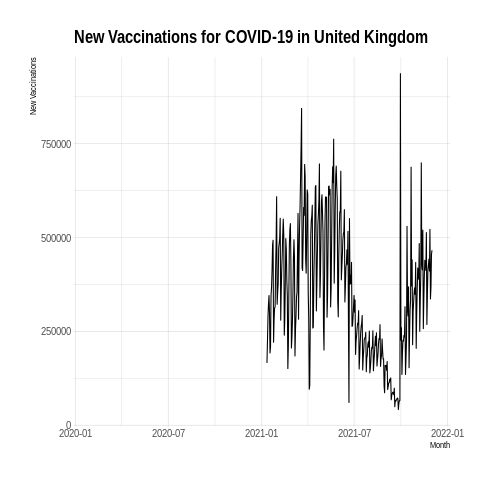 New Vaccinations for COVID-19 in United Kingdom
New Vaccinations
750000
500000
250000
0
2020-01 2020-07 2021-01 2021-07 2022-01
Month